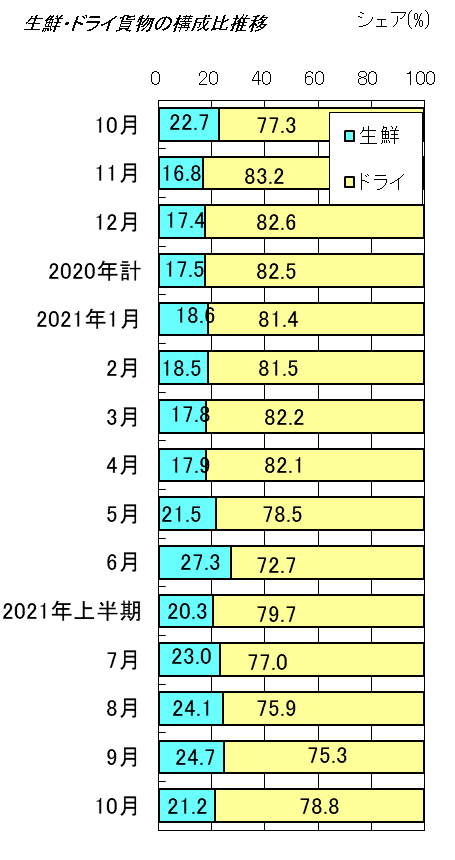 生鮮・ドライ貨物の構成比推移
シェア(%)
0 20 40 60 80 100
10月 22.7 77.3
生鮮
ドライ
11月 16.8 83.2
12月 17.4 82.6
2020年計 17.5 82.5
2021年1月 18.6 81.4
2月 18.5 81.5
3月 17.8 82.2
4月 17.9 82.1
5月 21.5 78.5
6月 27.3 72.7
2021年上半期 20.3 79.7
7月 23.0 77.0
8月 24.1 75.9
9月 24.7 75.3
10月 21.2 78.8